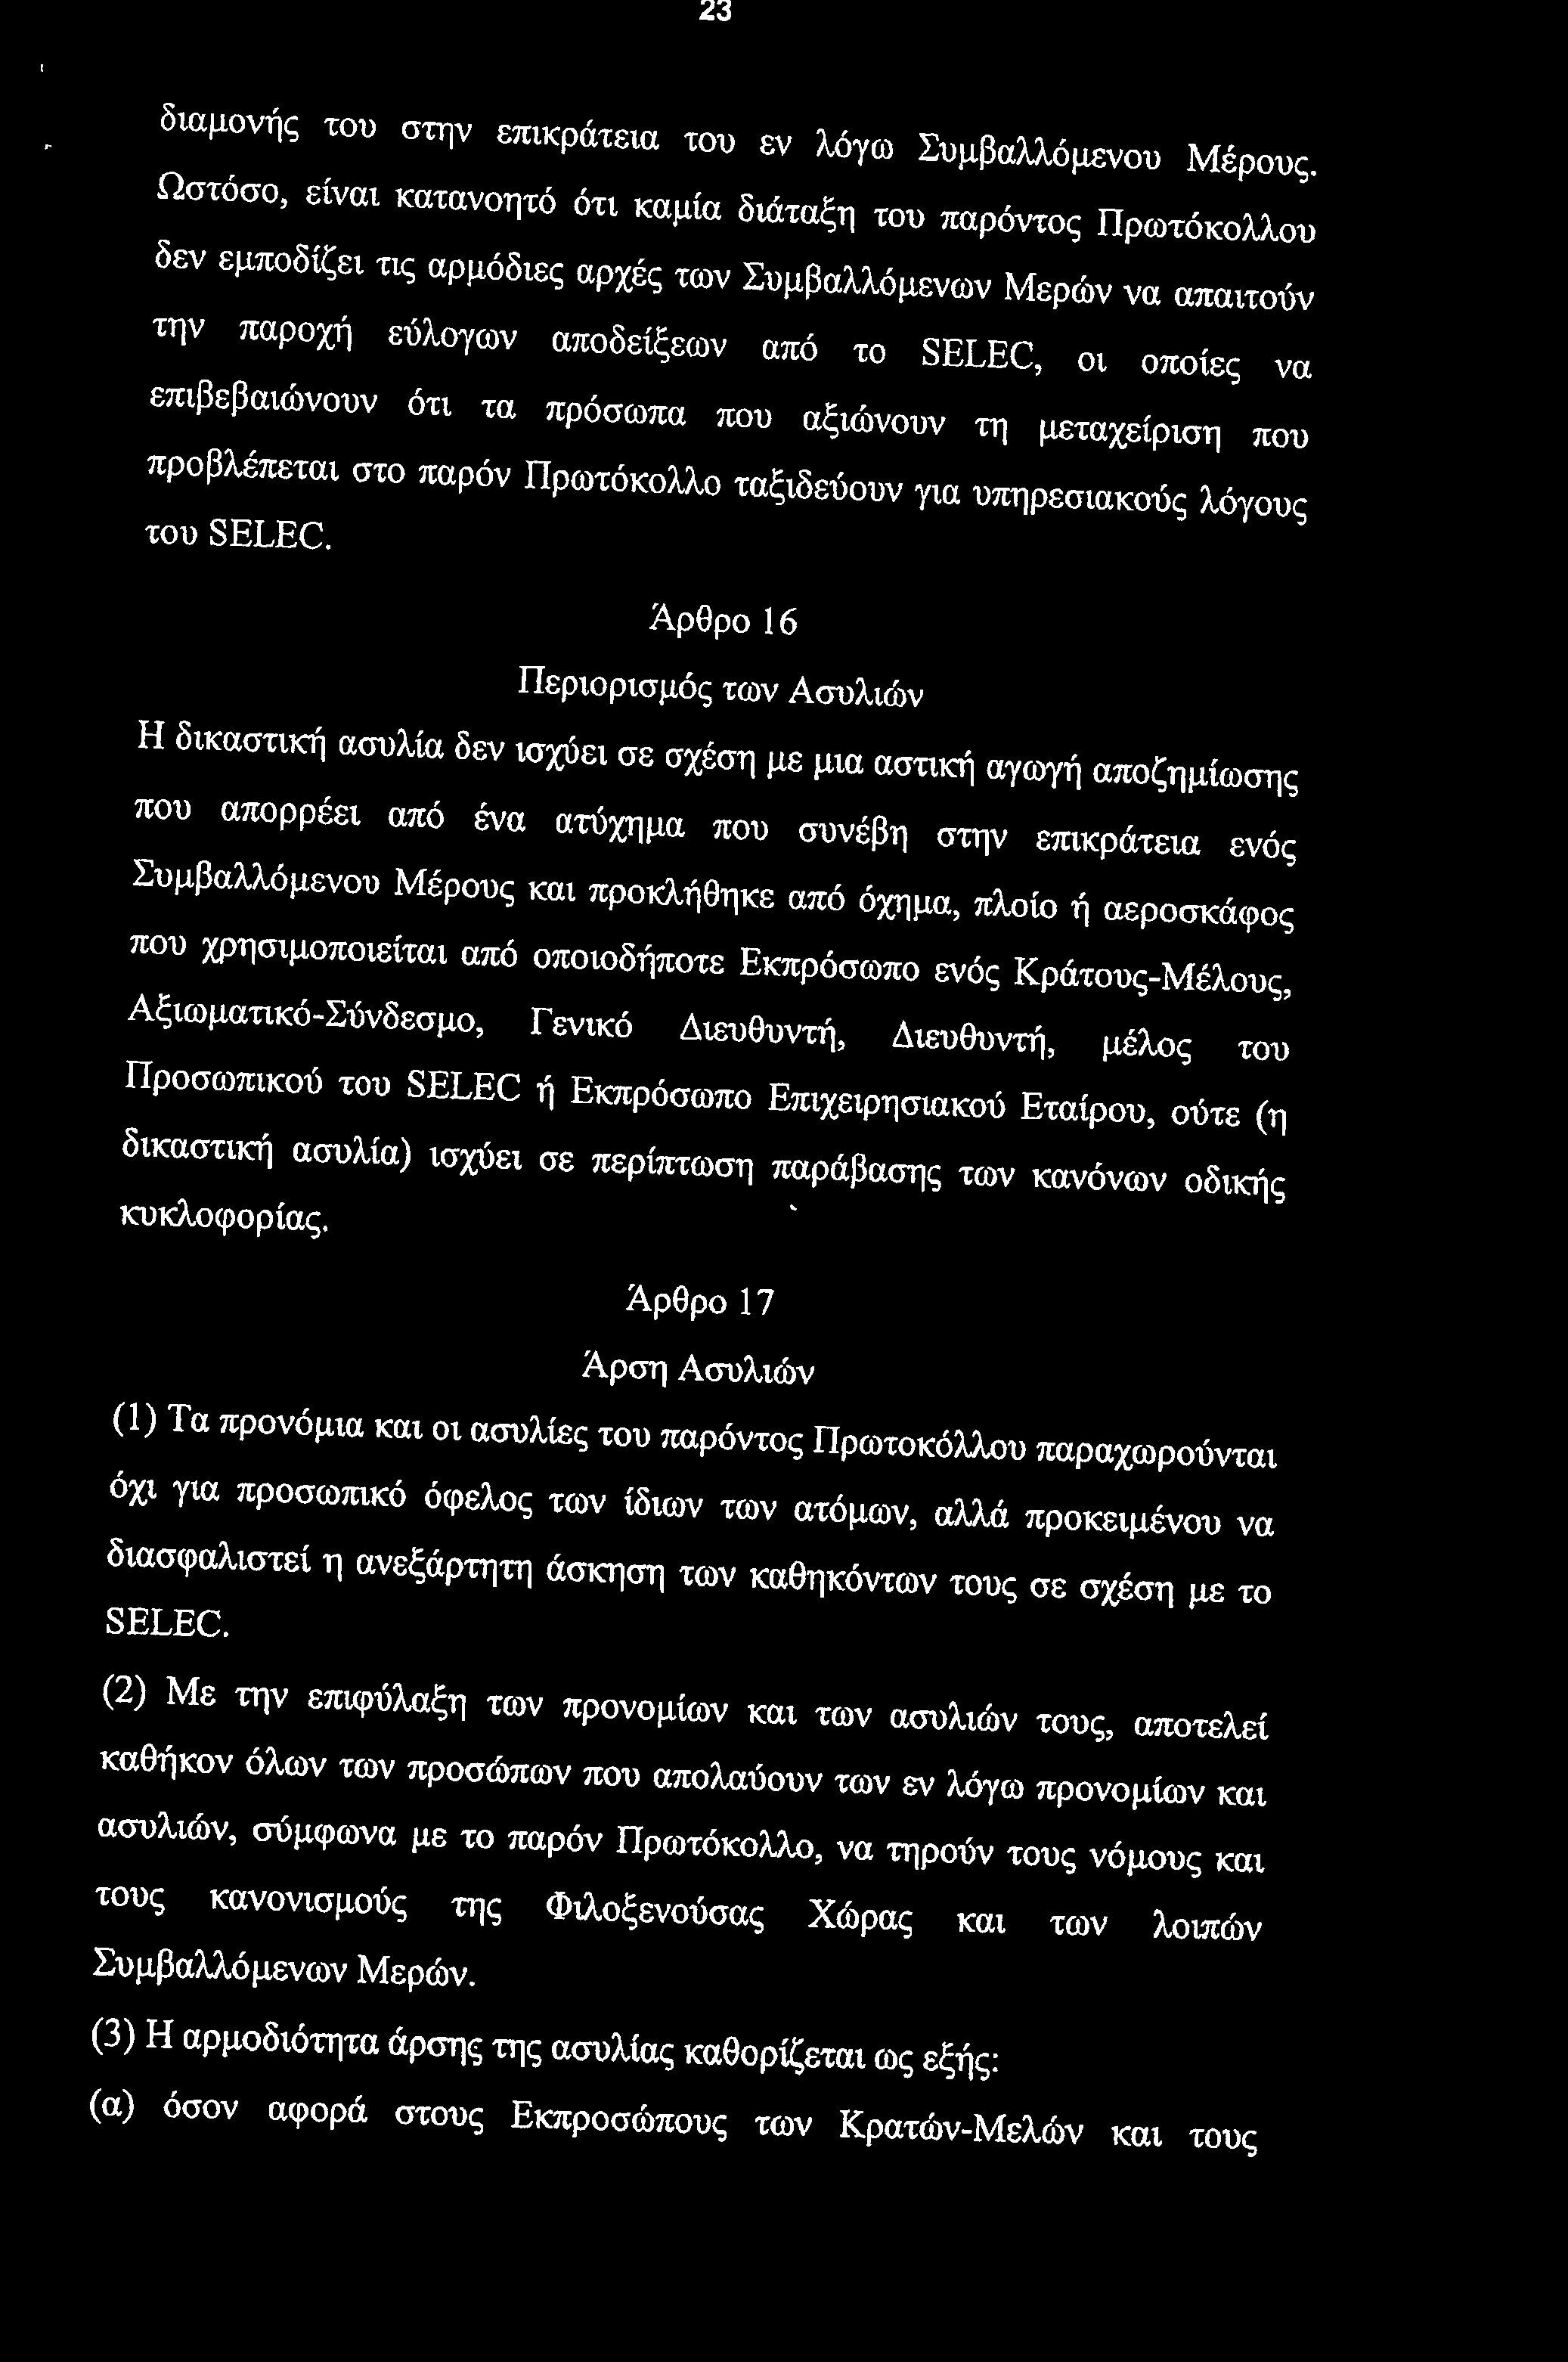 23
διαμονής του στην επικράτεια του εν λόγω Συμβαλλόμενου Μέρους.
Ωστόσο, είναι κατανοητό ότι καμία διάταξη του παρόντος Πρωτόκολλου
δεν εμποδίζει τις αρμόδιες αρχές των Συμβαλλόμενων Μερών να απαιτούν
την παροχή εύλογων αποδείξεων από το SELEC, οι οποίες να
επιβεβαιώνουν ότι τα πρόσωπα που αξιώνουν τη μεταχείριση που
προβλέπεται στο παρόν Πρωτόκολλο ταξιδεύουν για υπηρεσιακούς λόγους
του SELEC.
Άρθρο 16
Περιορισμός των Ασυλιών
Η δικαστική ασυλία δεν ισχύει σε σχέση με μια αστική αγωγή αποζημίωσης
που απορρέει από ένα ατύχημα που συνέβη στην επικράτεια ενός
Συμβαλλόμενου Μέρους και προκλήθηκε από όχημα, πλοίο ή αεροσκάφος
που χρησιμοποιείται από οποιοδήποτε Εκπρόσωπο ενός Κράτους-Μέλους,
Αξιωματικό-Σύνδεσμο, Γενικό Διευθυντή, Διευθυντή, μέλος του
Προσωπικού του SELEC ή Εκπρόσωπο Επιχειρησιακού Εταίρου, ούτε (η
δικαστική ασυλία) ισχύει σε περίπτωση παράβασης των κανόνων οδικής
κυκλοφορίας.
Άρθρο 17
Άρση Ασυλιών
(1) Τα προνόμια και οι ασυλίες του παρόντος Πρωτοκόλλου παραχωρούνται
όχι για προσωπικό όφελος των ίδιων των ατόμων, αλλά προκειμένου να
διασφαλιστεί η ανεξάρτητη άσκηση των καθηκόντων τους σε σχέση με το
SELEC.
(2) Με την επιφύλαξη των προνομίων και των ασυλιών τους, αποτελεί
καθήκον όλων των προσώπων που απολαύουν των εν λόγω προνομίων και
ασυλιών, σύμφωνα με το παρόν Πρωτόκολλο, να τηρούν τους νόμους και
τους κανονισμούς της Φιλοξενούσας Χώρας και των λοιπών
Συμβαλλόμενων Μερών.
(3) Η αρμοδιότητα άρσης της ασυλίας καθορίζεται ως εξής:
(α) όσον αφορά στους Εκπροσώπους των Κρατών-Μελών και τους